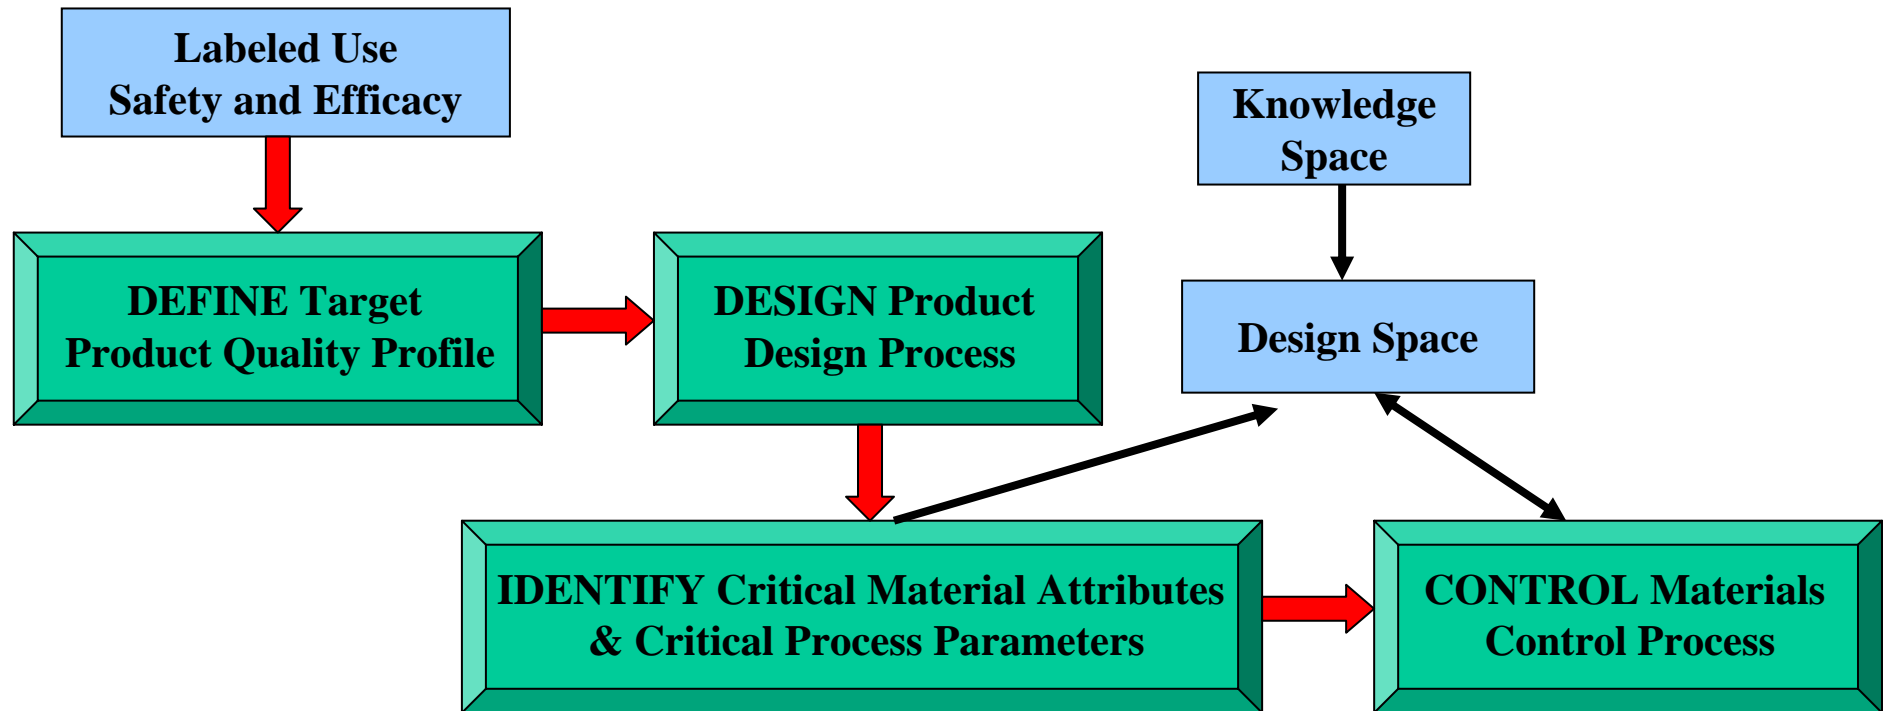 Labeled Use
Safety and Efficacy
Knowledge
Space
DEFINE Target
Product Quality Profile
DESIGN Product
Design Process
Design Space
IDENTIFY Critical Material Attributes
& Critical Process Parameters
CONTROL Materials
Control Process